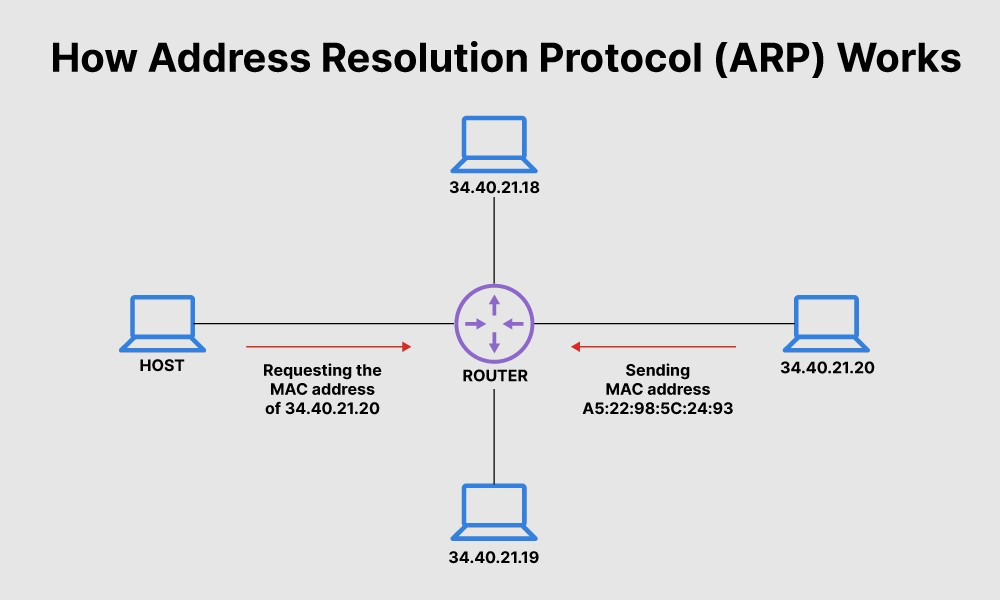 How Address Resolution Protocol (ARP) Works
34.40.21.18
HOST
Requesting the
MAC address
of 34.40.21.20
ROUTER
Sending
MAC address
A5:22:98:5C:24:93
34.40.21.20
34.40.21.19